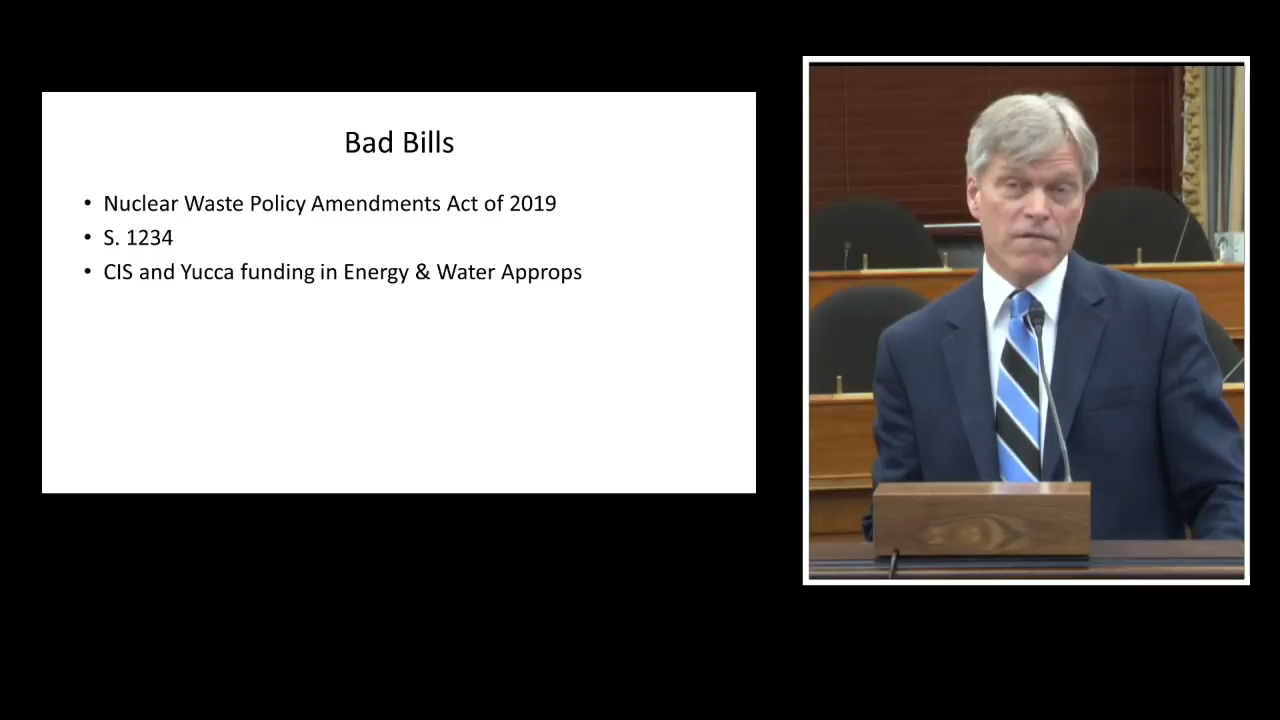 Bad Bills
• Nuclear Waste Policy Amendments Act of 2019
• S. 1234
• CIS and Yucca funding in Energy & Water Approps